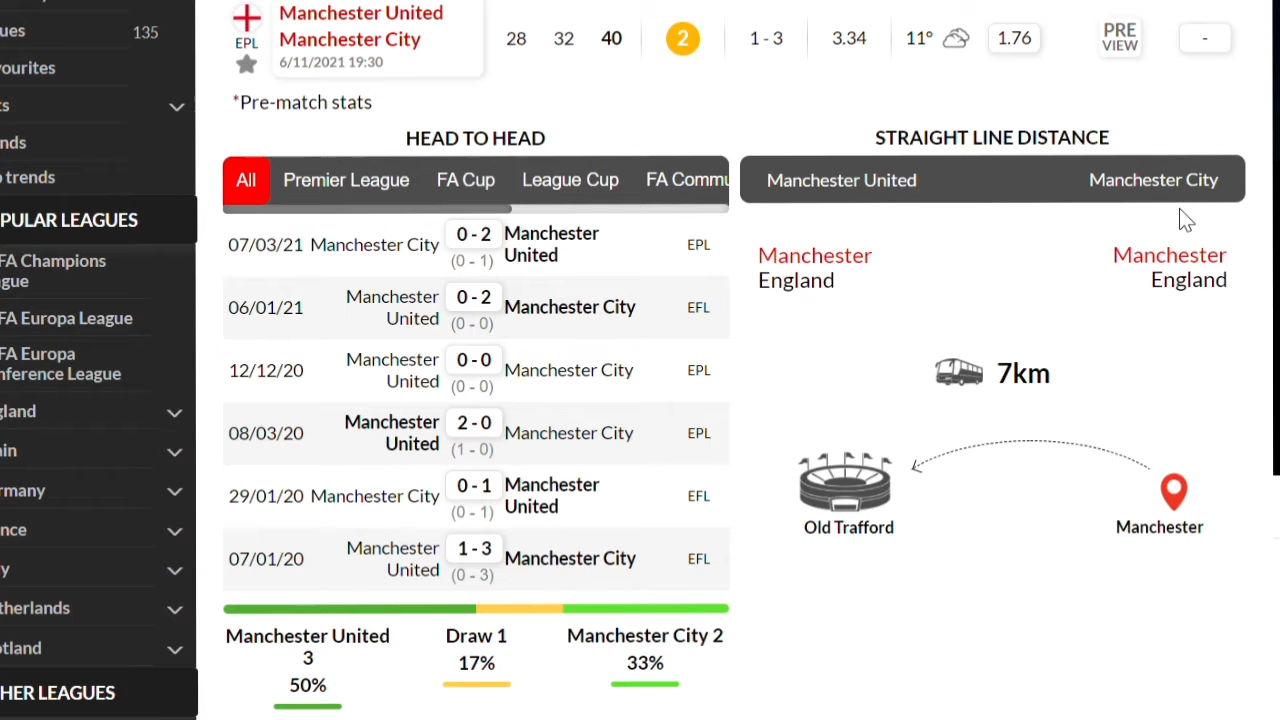 ues 135
vourites
ts
nds
trends
PULAR LEAGUES
FA Champions
gue
FA Europa League
FA Europa
nference League
gland
in
rmany
nce
y
therlands
otland
HER LEAGUES
EPL
Manchester United
Manchester City
6/11/2021 19:30
28 32 40 2 1 - 3 3.34 11° 1.76 PRE VIEW -
*Pre-match stats
HEAD TO HEAD
All Premier League FA Cup League Cup FA Commu
07/03/21 Manchester City 0 - 2 (0 - 1) Manchester United EPL
06/01/21 Manchester United 0 - 2 (0 - 0) Manchester City EFL
12/12/20 Manchester United 0 - 0 (0 - 0) Manchester City EPL
08/03/20 Manchester United 2 - 0 (1 - 0) Manchester City EPL
29/01/20 Manchester City 0 - 1 (0 - 1) Manchester United EFL
07/01/20 Manchester United 1 - 3 (0 - 3) Manchester City EFL
Manchester United 3 50%
Draw 1 17%
Manchester City 2 33%
STRAIGHT LINE DISTANCE
Manchester United Manchester City
Manchester Manchester
England England
7km
Old Trafford Manchester